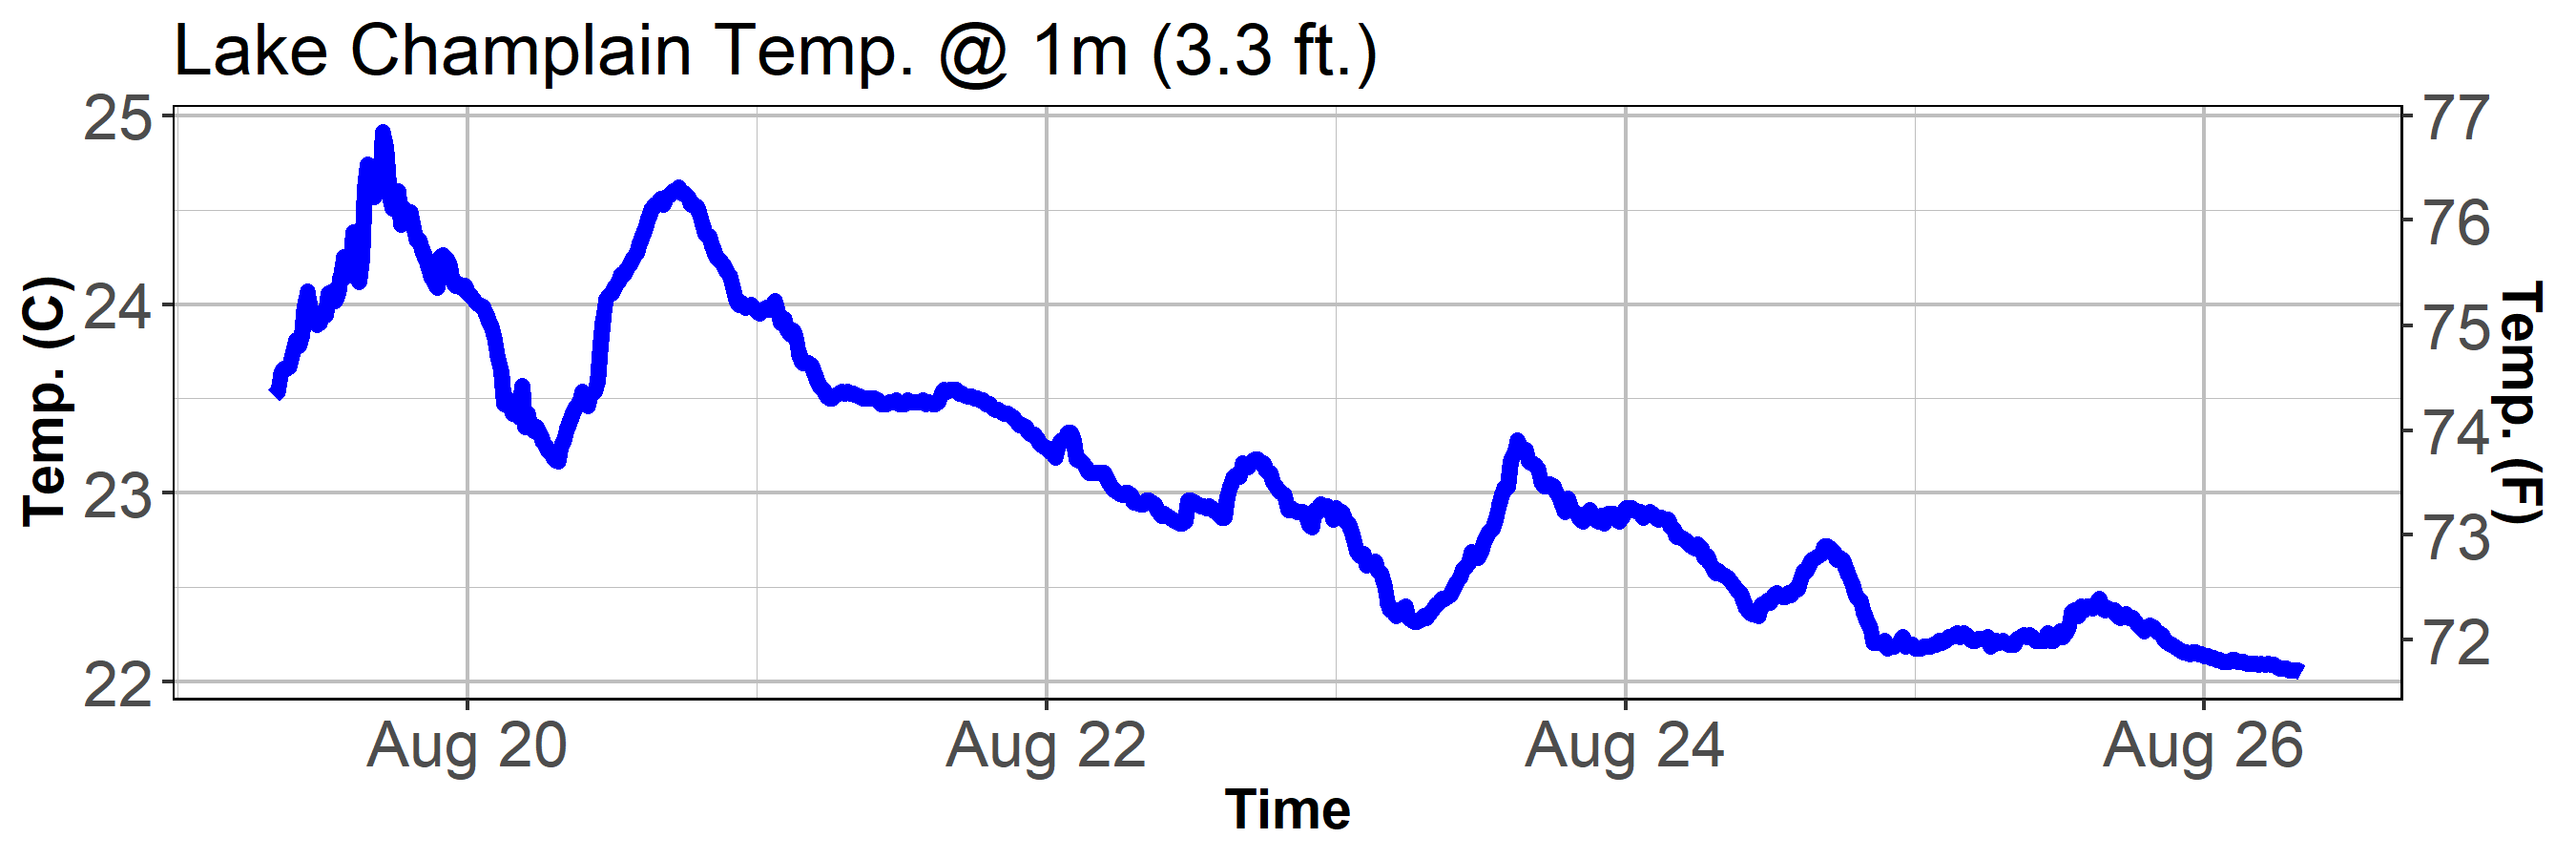 Lake Champlain Temp. @ 1m (3.3 ft.)
25
24
23
22
Temp. (C)
77
76
75
74
73
72
Temp. (F)
Aug 20
Aug 22
Aug 24
Aug 26
Time